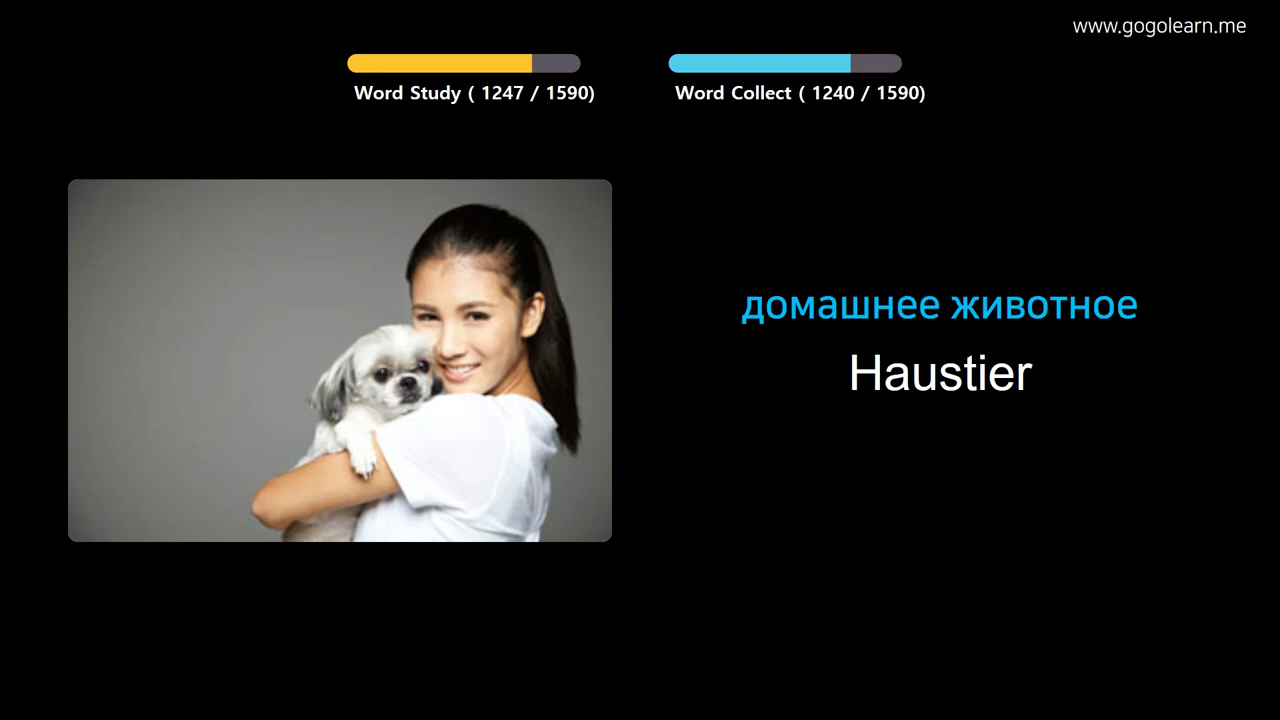 www.gogolearn.me
Word Study ( 1247 / 1590)
Word Collect ( 1240 / 1590)
домашнее животное
Haustier